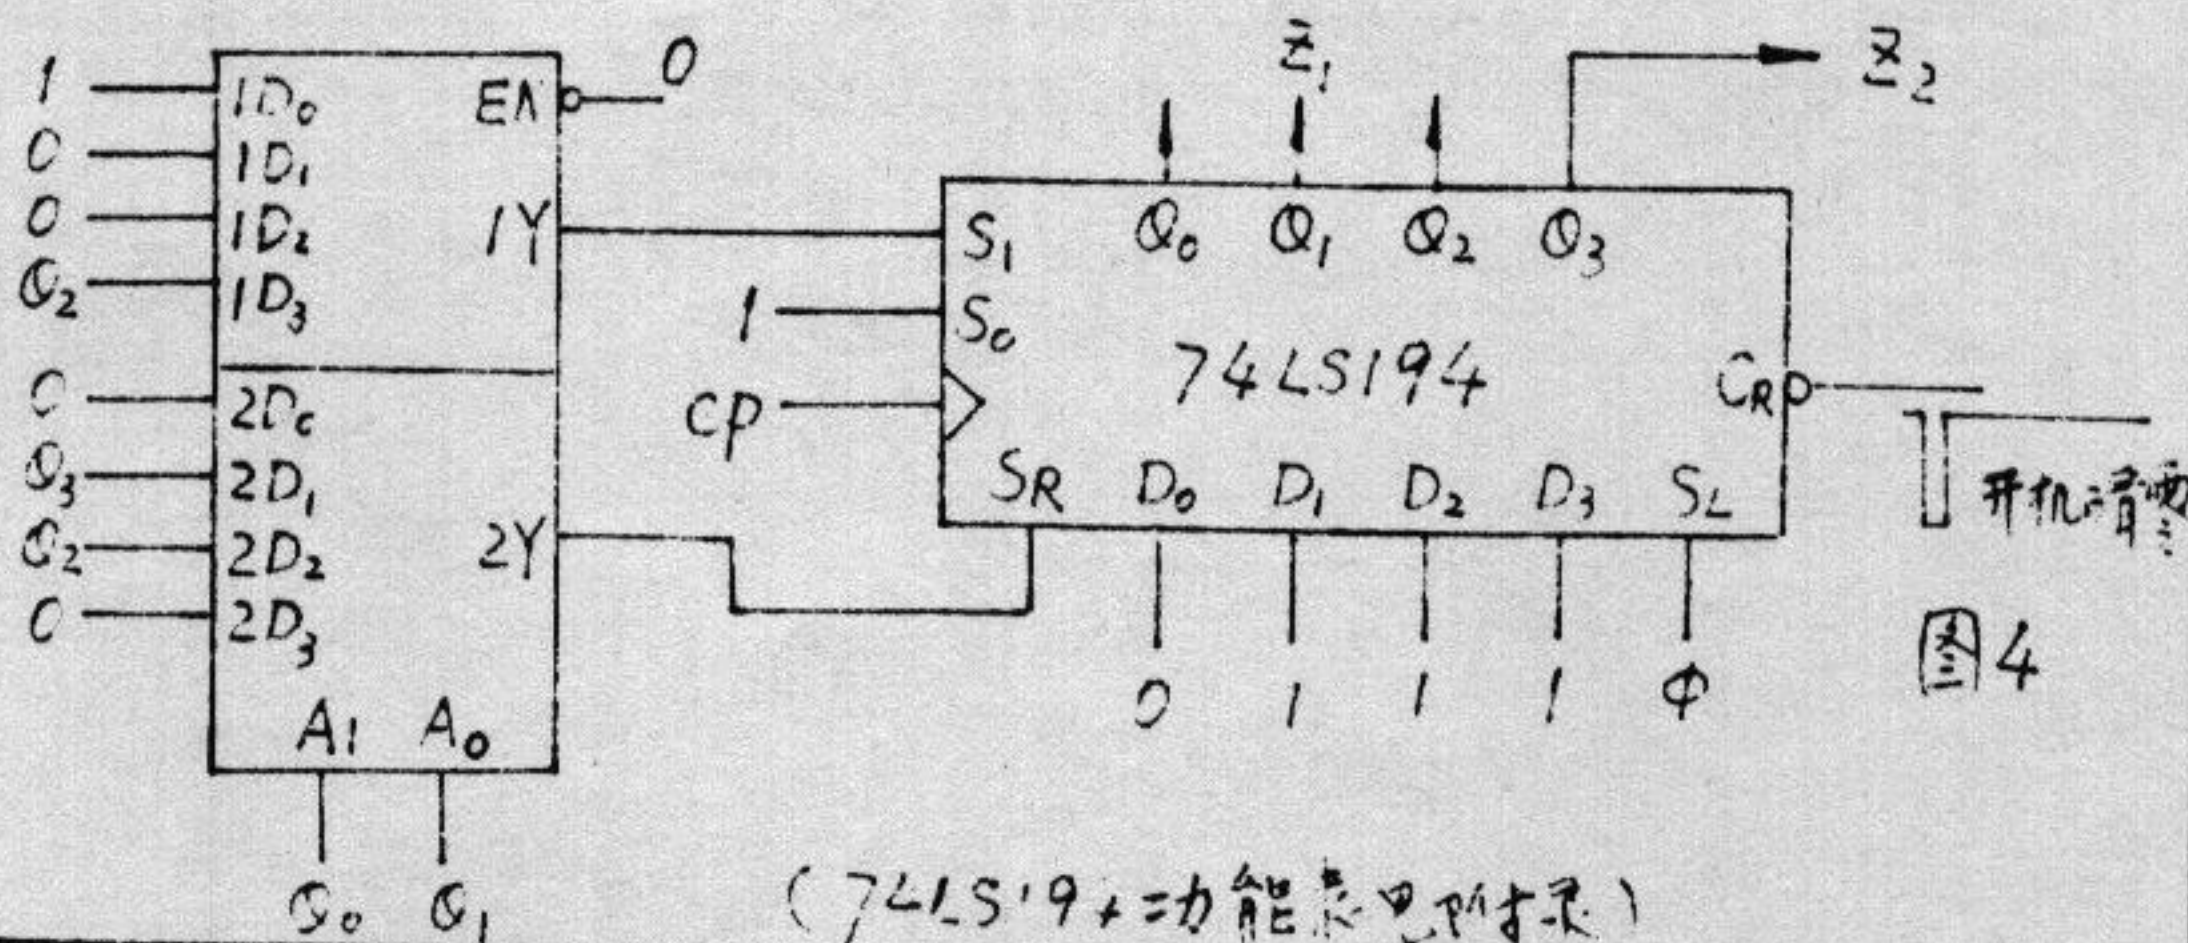 1 1D₀ EN 0
0 1D₁
0 1D₂ 1Y
Q₂ 1D₃
0 2D₀
Q₃ 2D₁
Q₂ 2D₂ 2Y
0 2D₃
A₁ A₀
Q₀ Q₁
Z₁ Z₂
S₁ Q₀ Q₁ Q₂ Q₃
1 S₀
74LS194
CP
C̄R
SR D₀ D₁ D₂ D₃ SL
0 1 1 1 Φ
开机清零
图4
(74LS194功能表见附录)